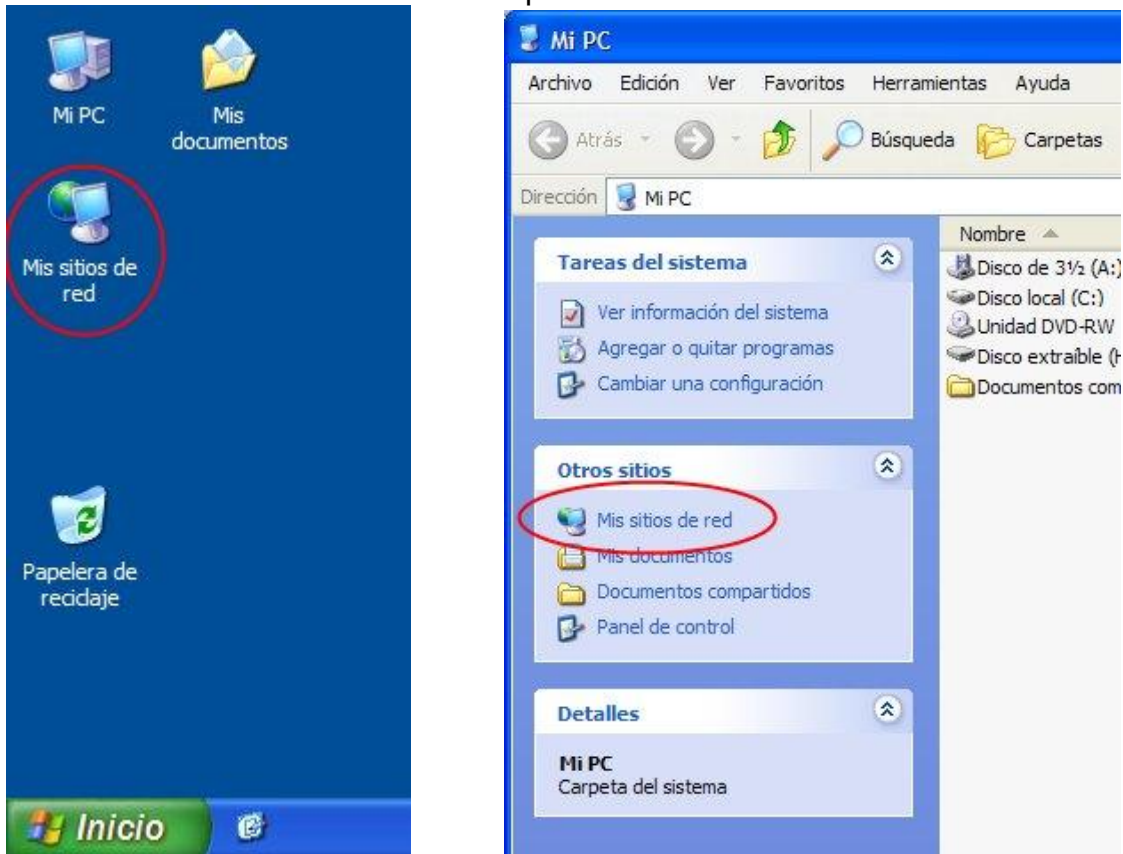 Mi PC
Mis
documentos
Mis sitios de
red
Papelera de
reciclaje
Inicio
Mi PC
Archivo Edición Ver Favoritos Herramientas Ayuda
Atrás Búsqueda Carpetas
Dirección Mi PC
Tareas del sistema
Ver información del sistema
Agregar o quitar programas
Cambiar una configuración
Otros sitios
Mis sitios de red
Mis documentos
Documentos compartidos
Panel de control
Detalles
Mi PC
Carpeta del sistema
Nombre
Disco de 3½ (A:)
Disco local (C:)
Unidad DVD-RW
Disco extraíble (H
Documentos com